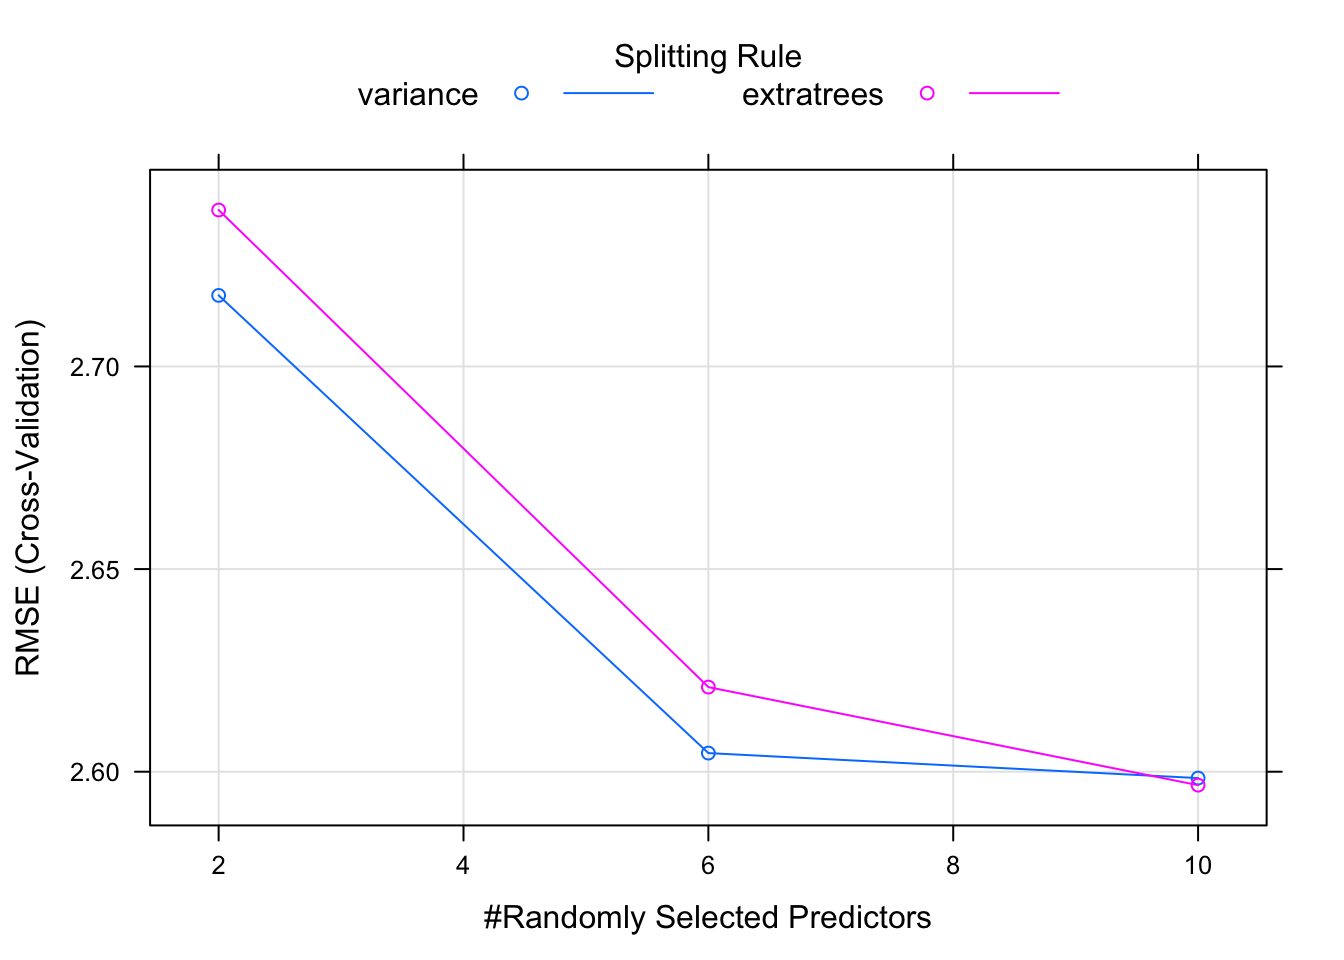 Splitting Rule
variance extratrees
RMSE (Cross-Validation)
2.70
2.65
2.60
2 4 6 8 10
#Randomly Selected Predictors